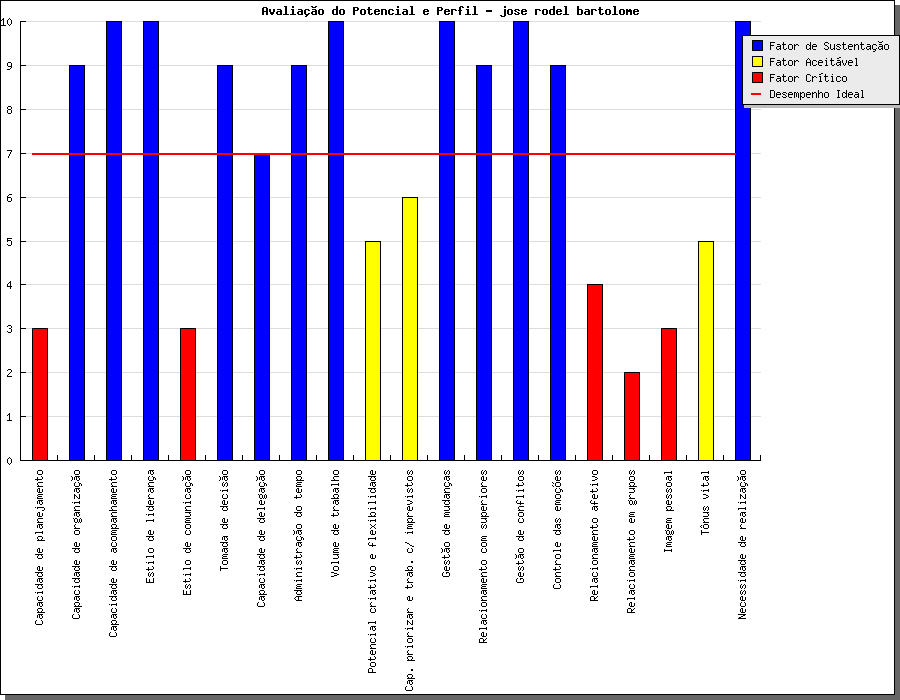 Avaliação do Potencial e Perfil - jose rodel bartolome
10
9
8
7
6
5
4
3
2
1
0
Fator de Sustentação
Fator Aceitável
Fator Crítico
Desempenho Ideal
Capacidade de planejamento
Capacidade de organização
Capacidade de acompanhamento
Estilo de liderança
Estilo de comunicação
Tomada de decisão
Capacidade de delegação
Administração do tempo
Volume de trabalho
Potencial criativo e flexibilidade
Cap. priorizar e trab. c/ imprevistos
Gestão de mudanças
Relacionamento com superiores
Gestão de conflitos
Controle das emoções
Relacionamento afetivo
Relacionamento em grupos
Imagem pessoal
Tônus vital
Necessidade de realização